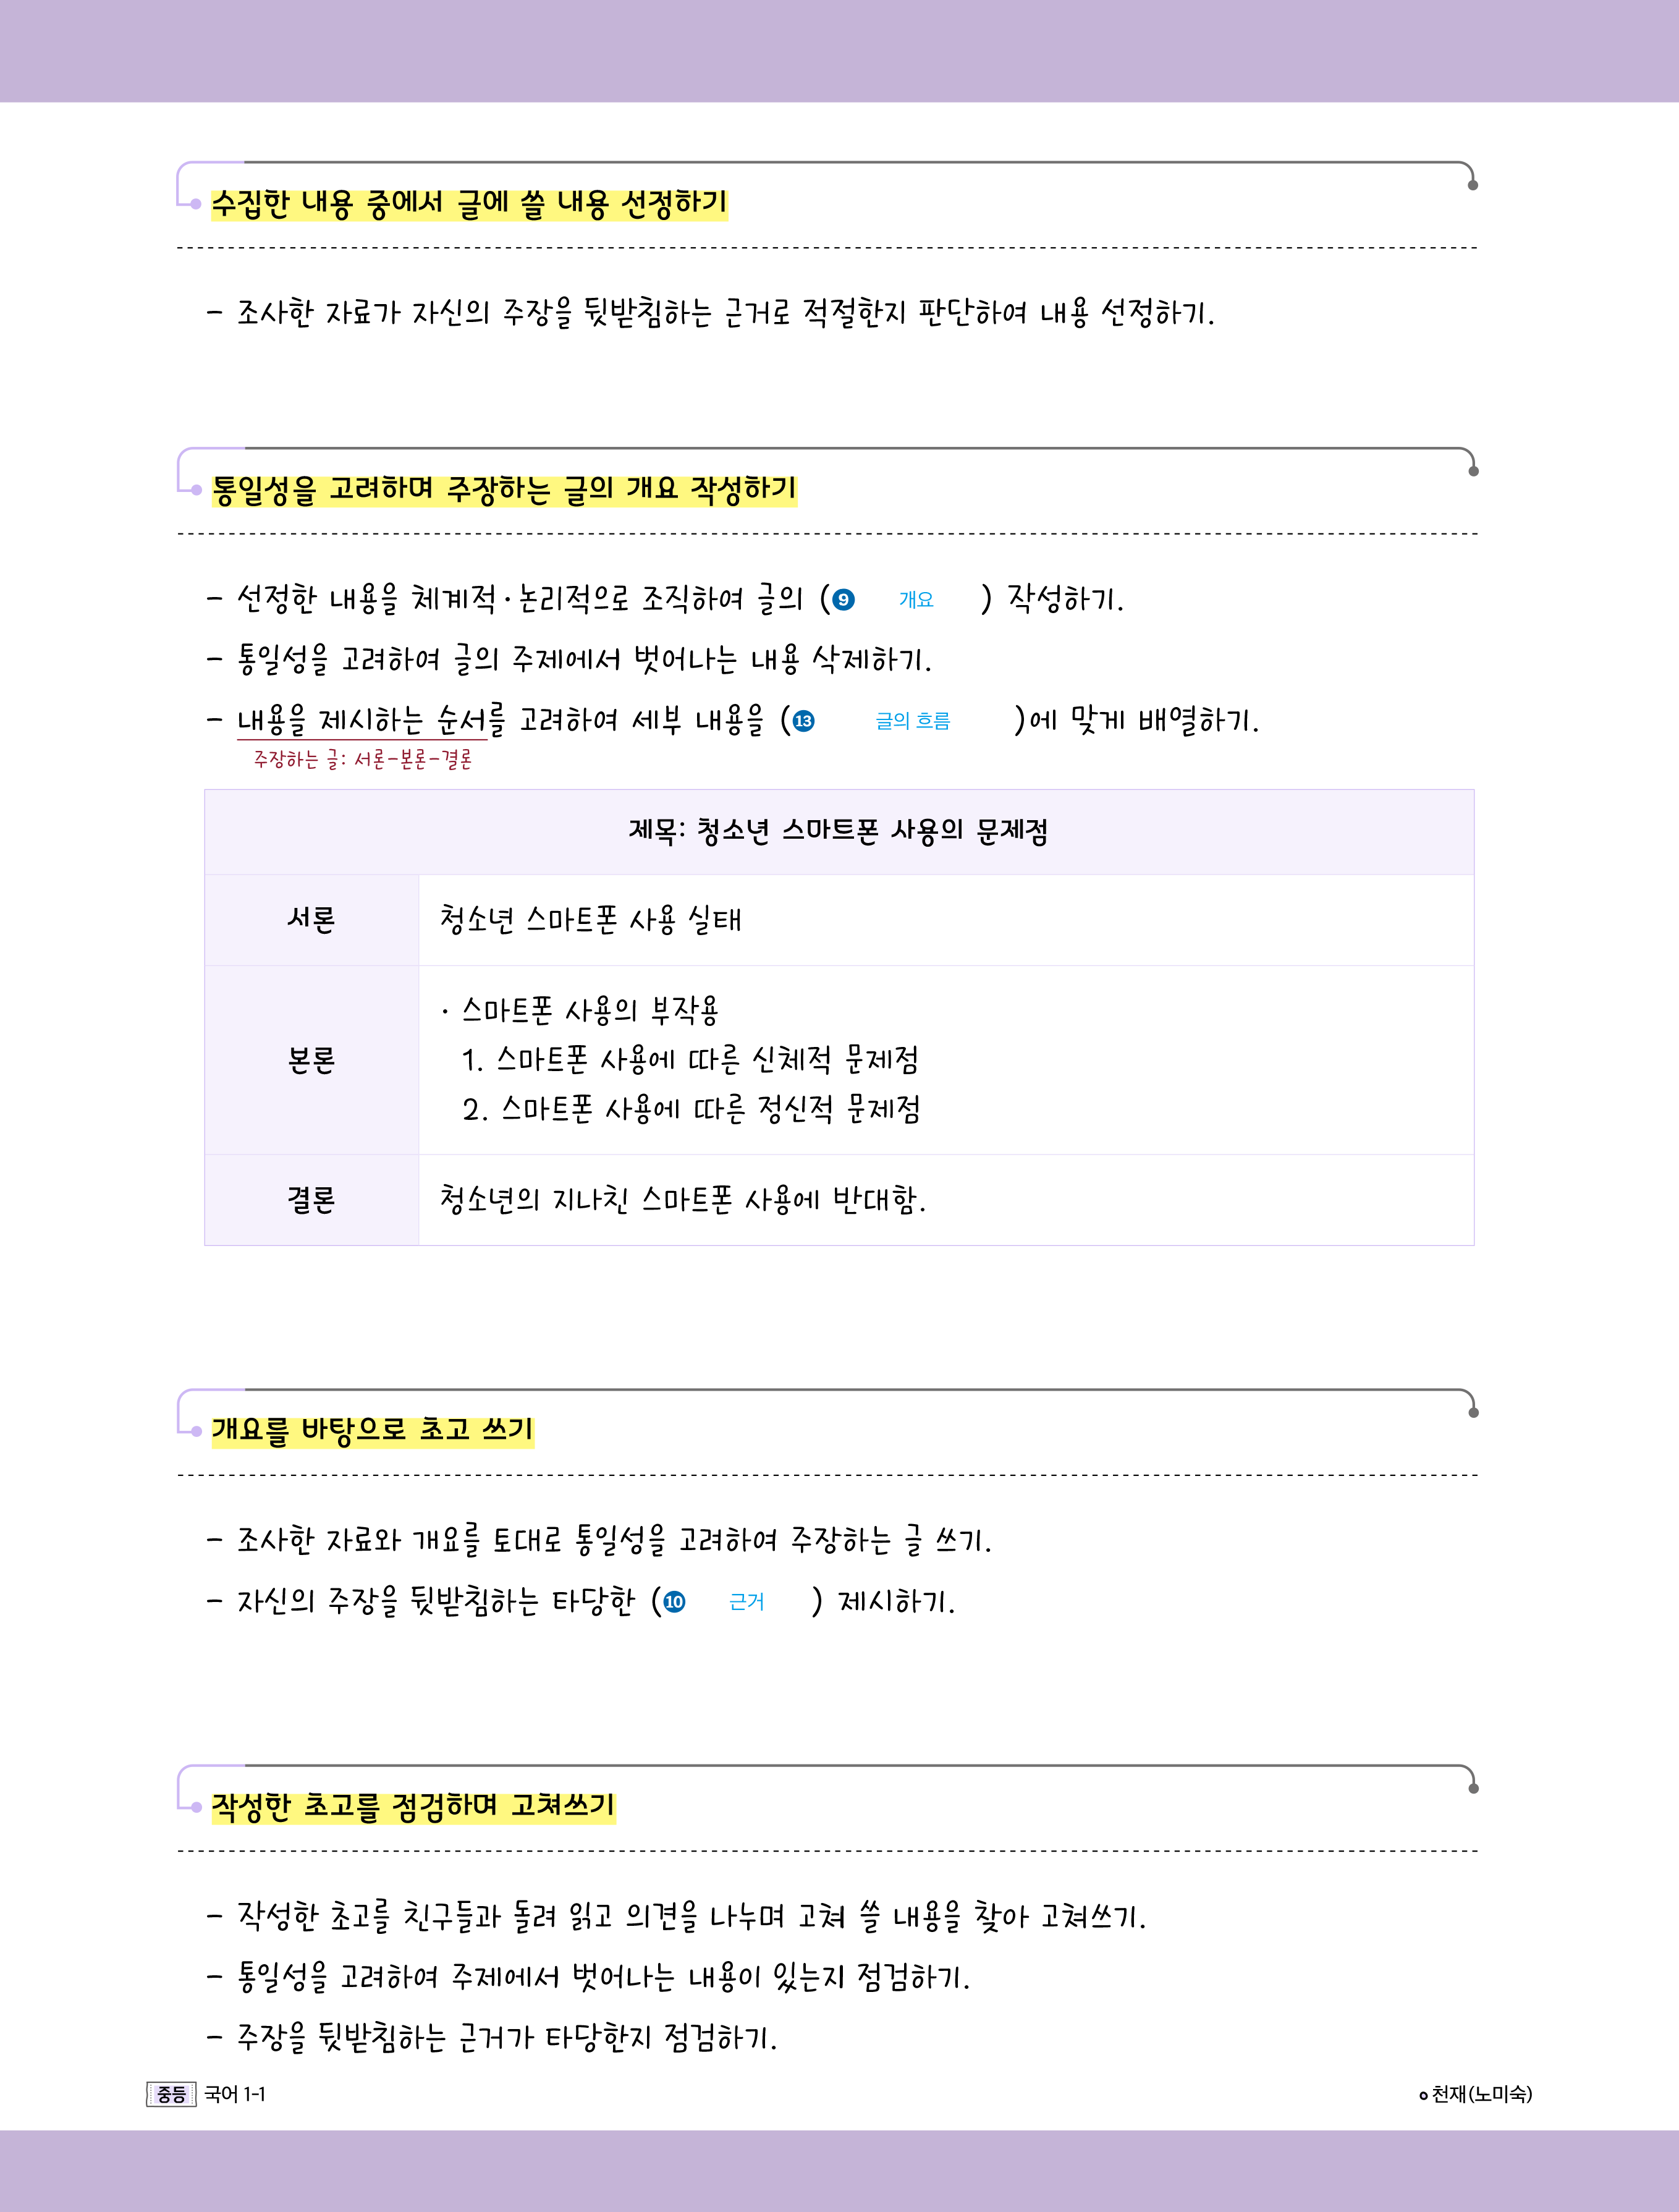 수집한 내용 중에서 글에 쓸 내용 선정하기
- 조사한 자료가 자신의 주장을 뒷받침하는 근거로 적절한지 판단하여 내용 선정하기.
통일성을 고려하며 주장하는 글의 개요 작성하기
- 선정한 내용을 체계적·논리적으로 조직하여 글의 (❾ 개요 ) 작성하기.
- 통일성을 고려하여 글의 주제에서 벗어나는 내용 삭제하기.
- 내용을 제시하는 순서를 고려하여 세부 내용을 (⓭ 글의 흐름 )에 맞게 배열하기.
주장하는 글: 서론-본론-결론
제목: 청소년 스마트폰 사용의 문제점
서론 청소년 스마트폰 사용 실태
· 스마트폰 사용의 부작용
본론 1. 스마트폰 사용에 따른 신체적 문제점
2. 스마트폰 사용에 따른 정신적 문제점
결론 청소년의 지나친 스마트폰 사용에 반대함.
개요를 바탕으로 초고 쓰기
- 조사한 자료와 개요를 토대로 통일성을 고려하여 주장하는 글 쓰기.
- 자신의 주장을 뒷받침하는 타당한 (❿ 근거 ) 제시하기.
작성한 초고를 점검하며 고쳐쓰기
- 작성한 초고를 친구들과 돌려 읽고 의견을 나누며 고쳐 쓸 내용을 찾아 고쳐쓰기.
- 통일성을 고려하여 주제에서 벗어나는 내용이 있는지 점검하기.
- 주장을 뒷받침하는 근거가 타당한지 점검하기.
중등 국어 1-1 천재(노미숙)